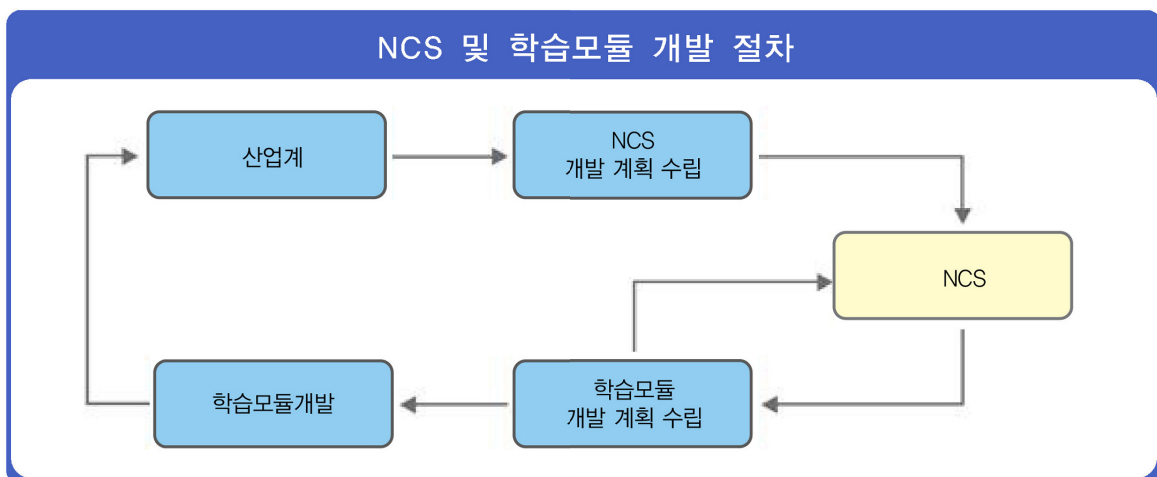 NCS 및 학습모듈 개발 절차
산업계
NCS
개발 계획 수립
NCS
학습모듈개발
학습모듈
개발 계획 수립